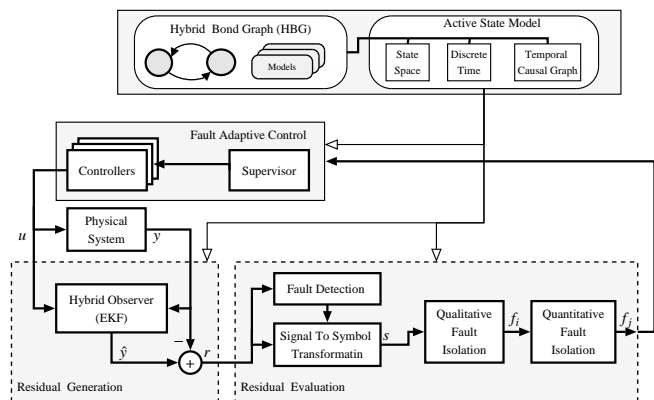 Hybrid Bond Graph (HBG)
Models
Active State Model
State
Space
Discrete
Time
Temporal
Causal Graph
Fault Adaptive Control
Controllers
Supervisor
u
Physical
System
y
Hybrid Observer
(EKF)
ŷ
−
+
r
Residual Generation
Fault Detection
Signal To Symbol
Transformatin
s
Qualitative
Fault
Isolation
f_i
Quantitative
Fault
Isolation
f_j
Residual Evaluation